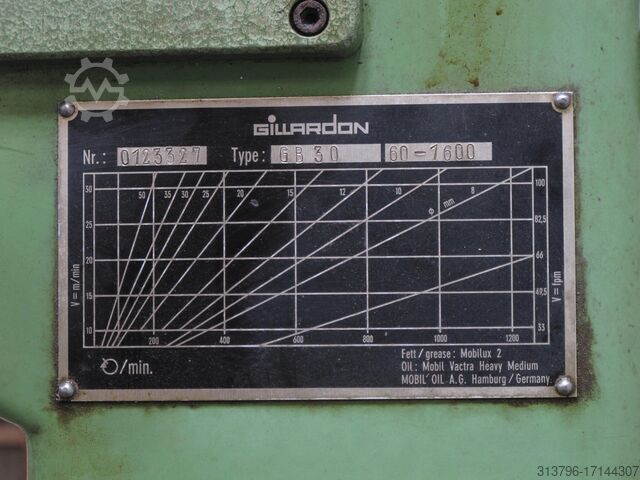 GILLARDON
Nr.: 0123327 Type: GB 30 60-1600
50 35 30 25 20 15 12 10 8
ø mm
V = m/min
30
25
20
15
10
100
82,5
66
49,5
33
V = fpm
200 400 600 800 1000 1200
/min.
Fett/grease: Mobilux 2
Oil: Mobil Vactra Heavy Medium
MOBIL OIL A.G. Hamburg/Germany.
313796-17144307